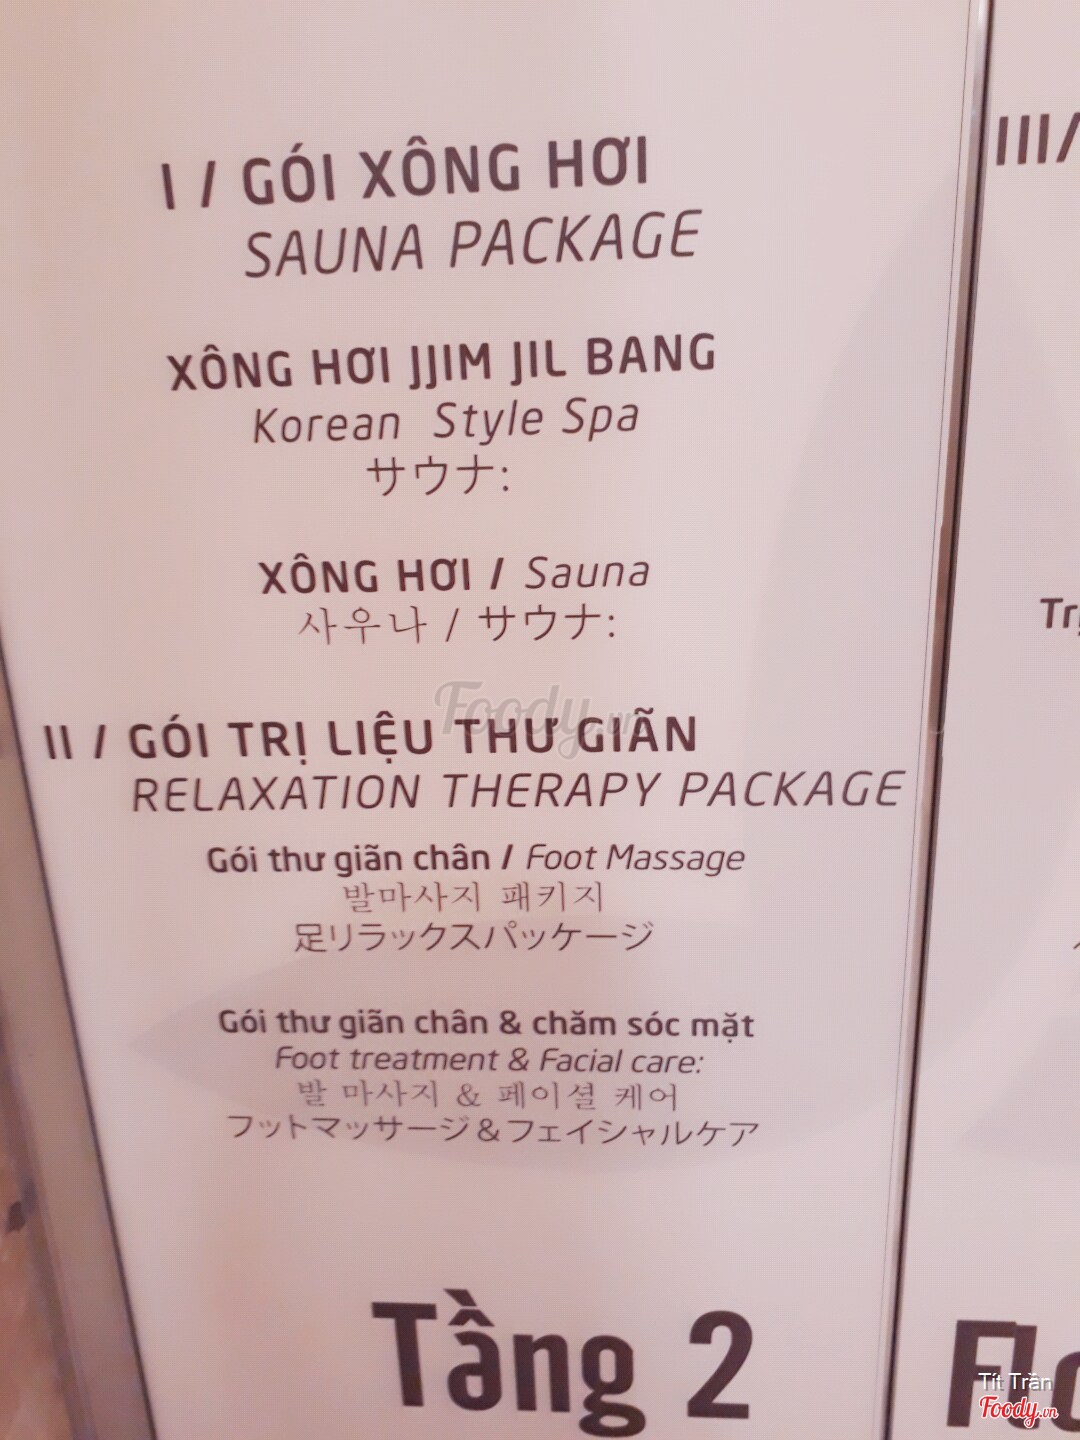 I / GÓI XÔNG HƠI
SAUNA PACKAGE
XÔNG HƠI JJIM JIL BANG
Korean Style Spa
サウナ:
XÔNG HƠI / Sauna
사우나 / サウナ:
II / GÓI TRỊ LIỆU THƯ GIÃN
RELAXATION THERAPY PACKAGE
Gói thư giãn chân / Foot Massage
발마사지 패키지
足リラックスパッケージ
Gói thư giãn chân & chăm sóc mặt
Foot treatment & Facial care:
발 마사지 & 페이셜 케어
フットマッサージ&フェイシャルケア
Tầng 2
III/
Foody.vn
Tít Trần
Foody.vn